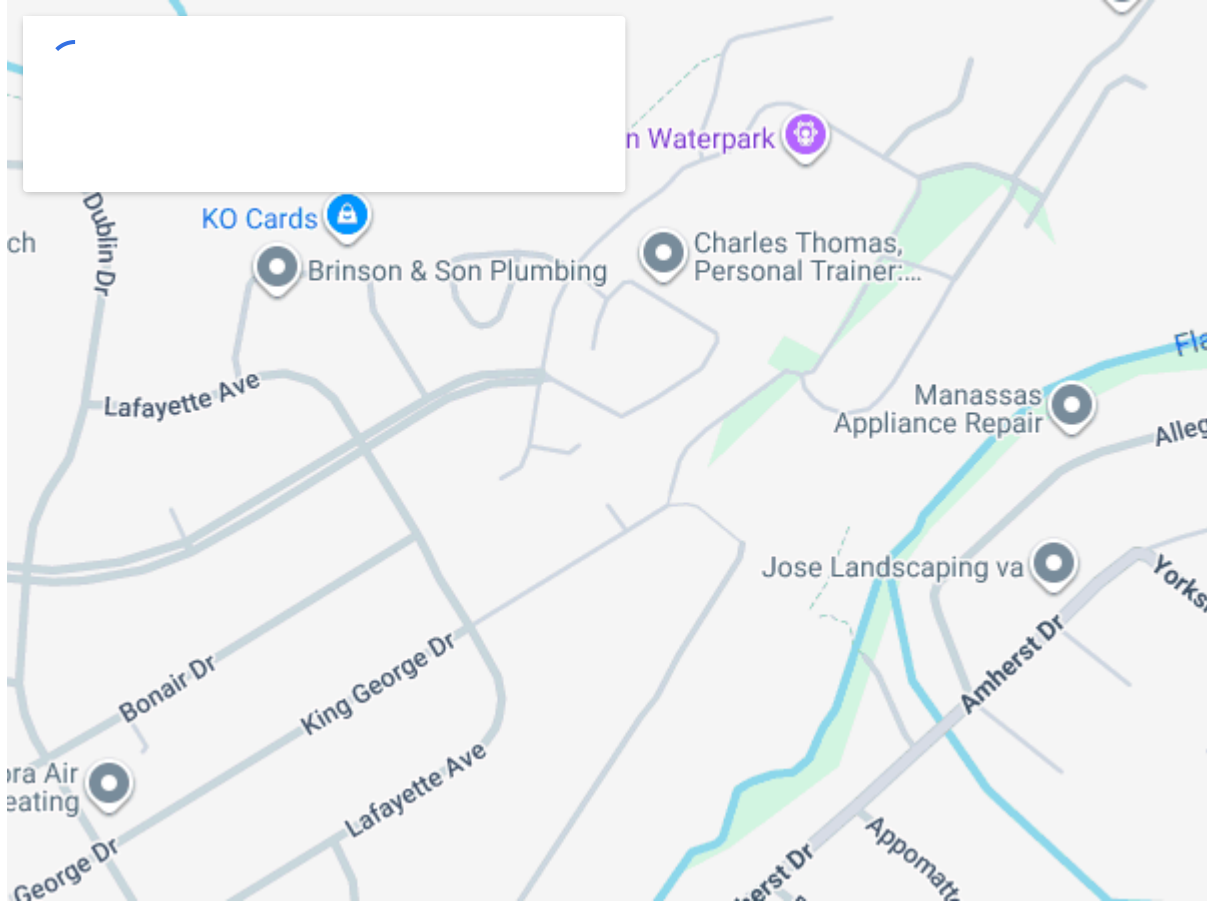 n Waterpark
Dublin Dr
KO Cards
ch
Brinson & Son Plumbing
Charles Thomas,
Personal Trainer:...
Fla
Lafayette Ave
Manassas
Appliance Repair
Alleg
Jose Landscaping va
Yorksh
Amherst Dr
Bonair Dr
King George Dr
ora Air
eating
Lafayette Ave
George Dr
herst Dr
Appomatto